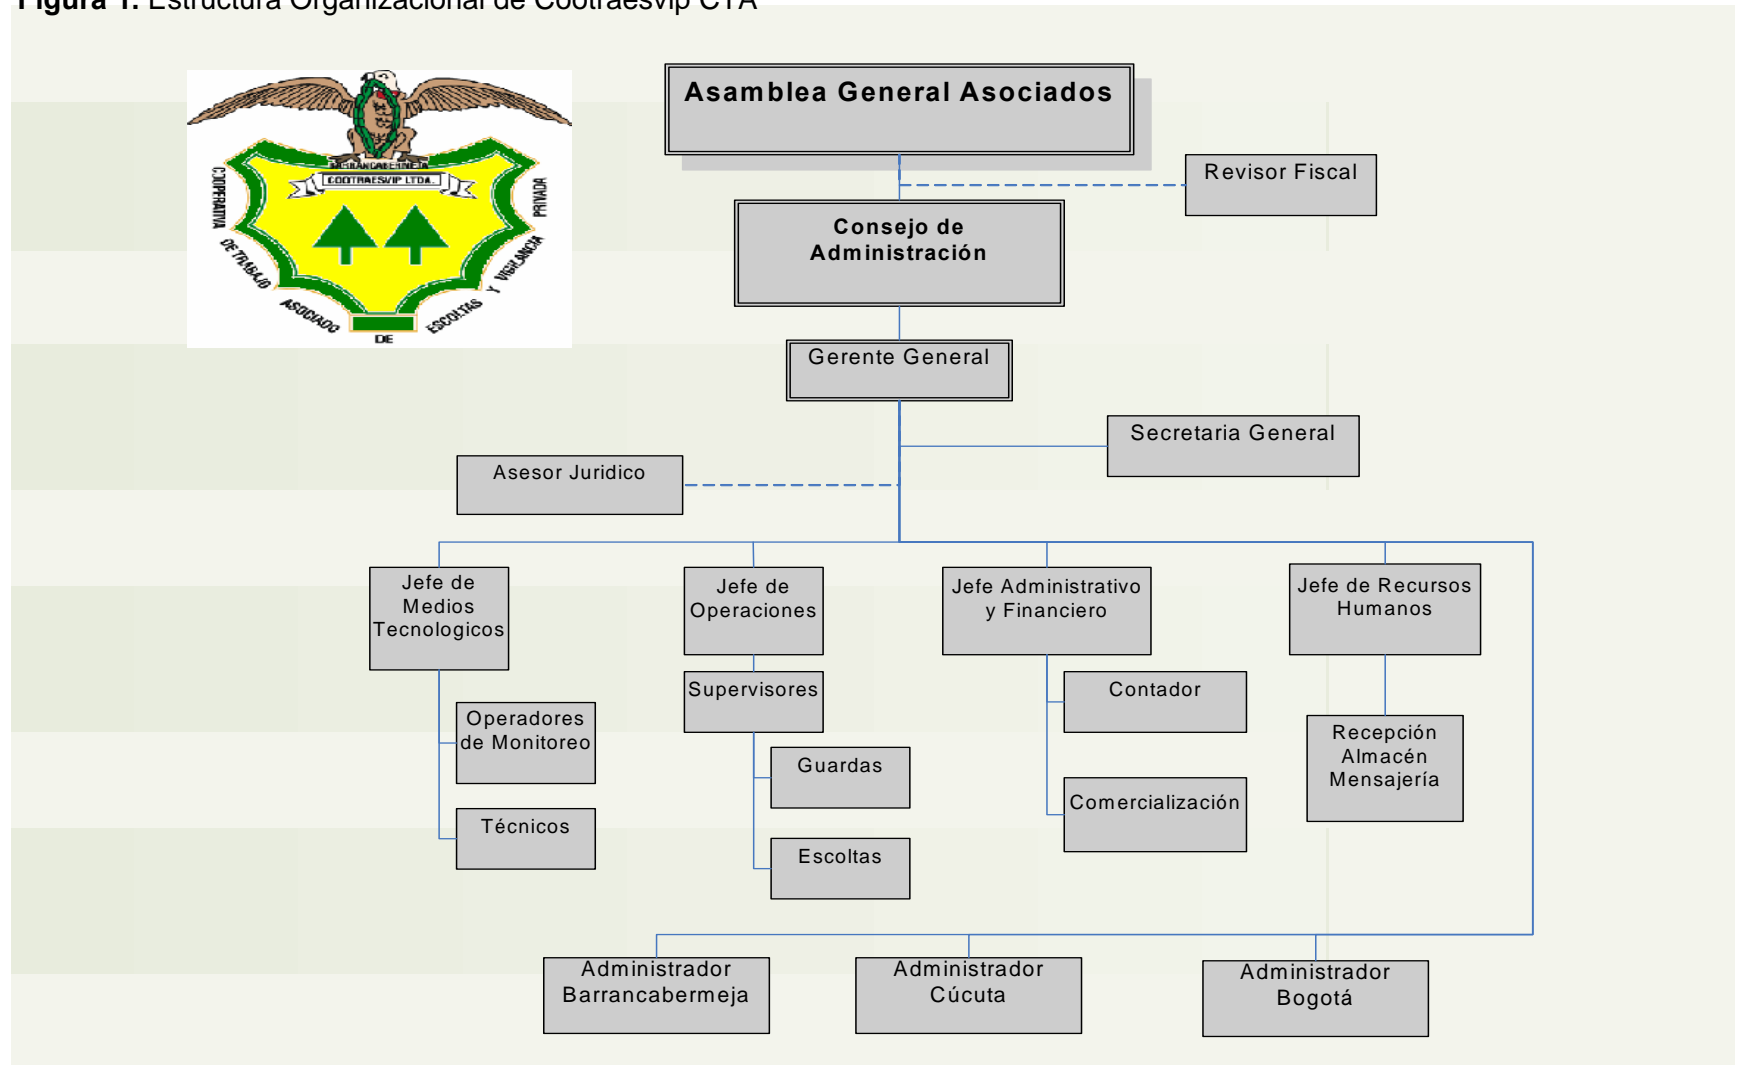 Figura 1. Estructura Organizacional de Cootraesvip CTA
BARRANCABERMEJA
COOTRAESVIP LTDA.
COOPERATIVA
DE TRABAJO
ASOCIADO
DE
ESCOLTAS
Y
VIGILANCIA
PRIVADA
Asamblea General Asociados
Revisor Fiscal
Consejo de
Administración
Gerente General
Secretaria General
Asesor Juridico
Jefe de
Medios
Tecnologicos
Jefe de
Operaciones
Jefe Administrativo
y Financiero
Jefe de Recursos
Humanos
Operadores
de Monitoreo
Técnicos
Supervisores
Guardas
Escoltas
Contador
Comercialización
Recepción
Almacén
Mensajería
Administrador
Barrancabermeja
Administrador
Cúcuta
Administrador
Bogotá